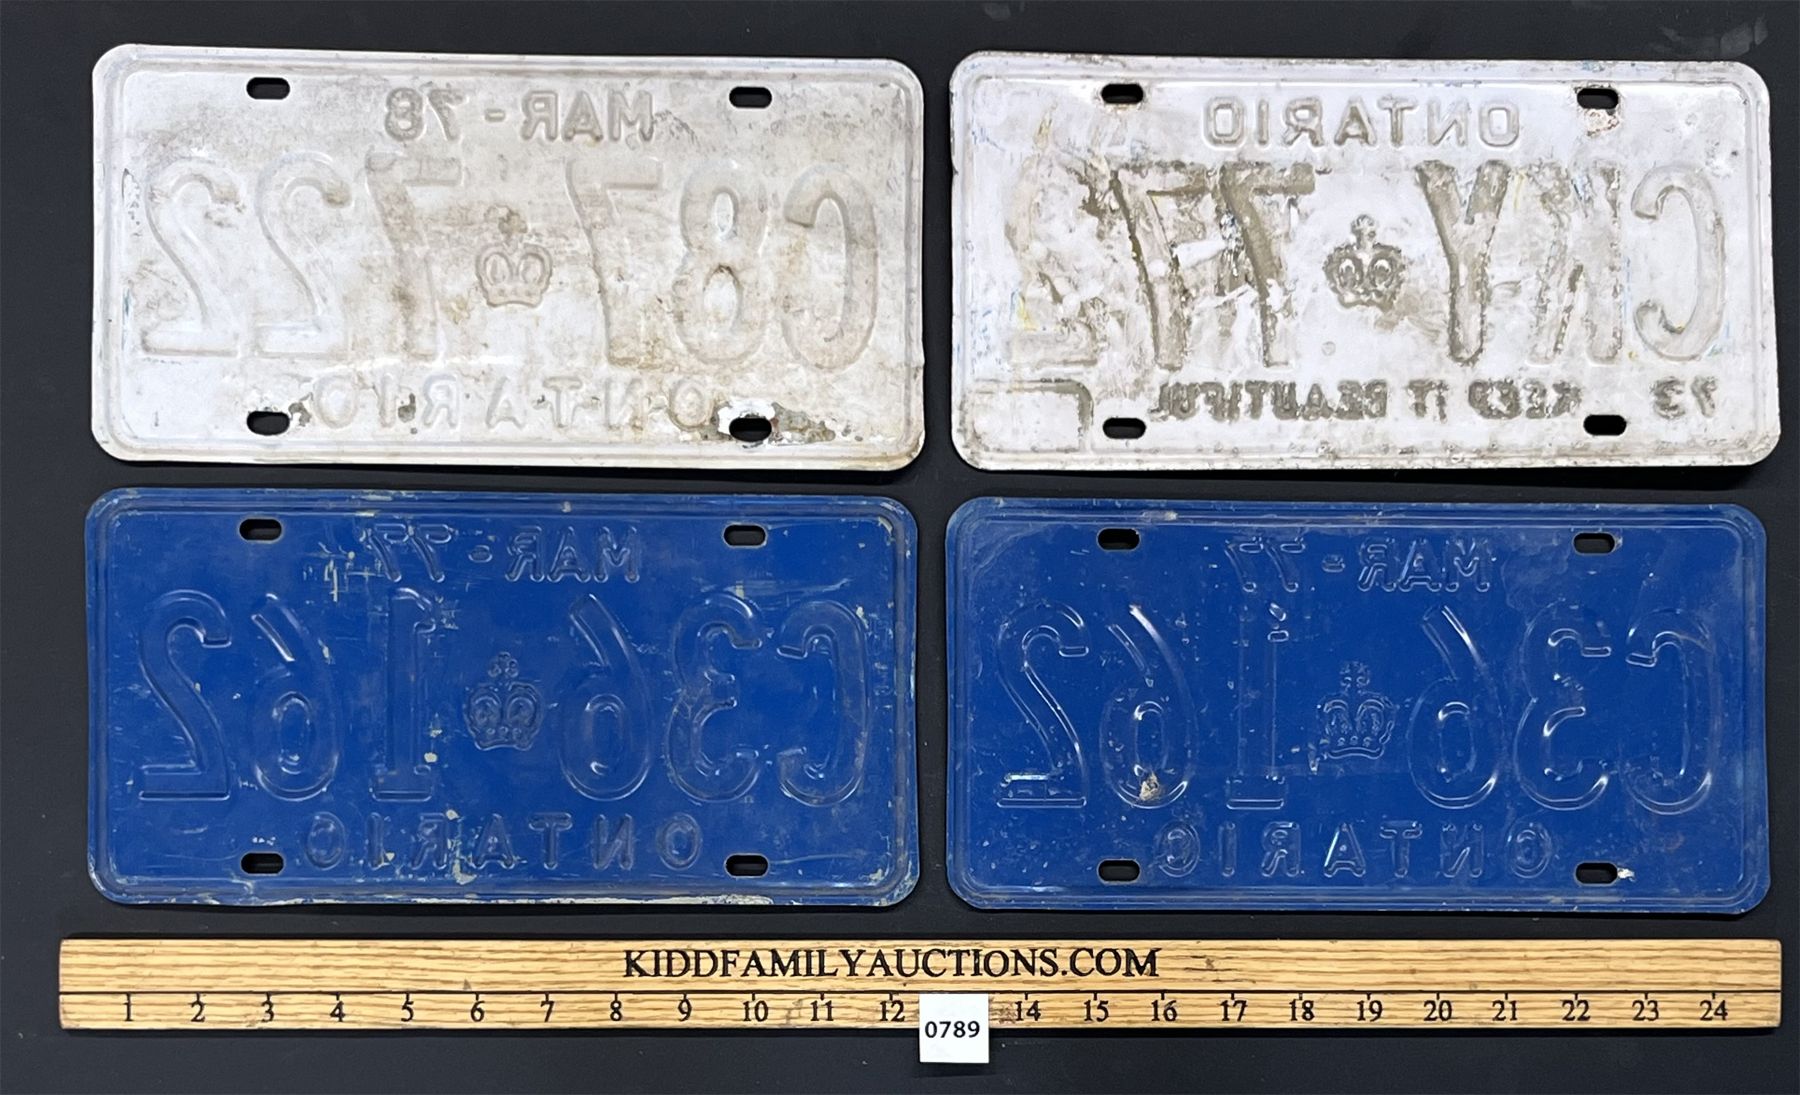 MAR - 78
C87 722
ONTARIO
ONTARIO
CKY 772
73 KEEP IT BEAUTIFUL
MAR - 77
C36 162
ONTARIO
MAR - 77
C36 162
ONTARIO
KIDDFAMILYAUCTIONS.COM
1 2 3 4 5 6 7 8 9 10 11 12 14 15 16 17 18 19 20 21 22 23 24
0789